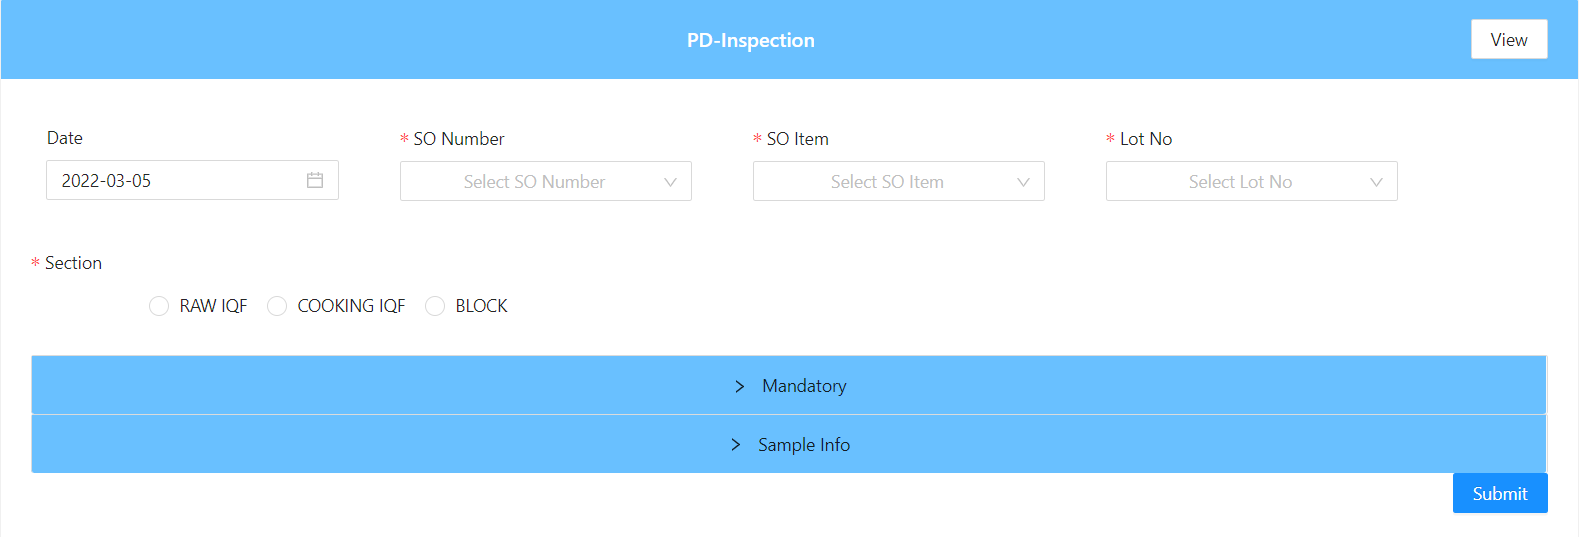 PD-Inspection
View
Date
* SO Number
* SO Item
* Lot No
2022-03-05
Select SO Number
Select SO Item
Select Lot No
* Section
RAW IQF
COOKING IQF
BLOCK
Mandatory
Sample Info
Submit